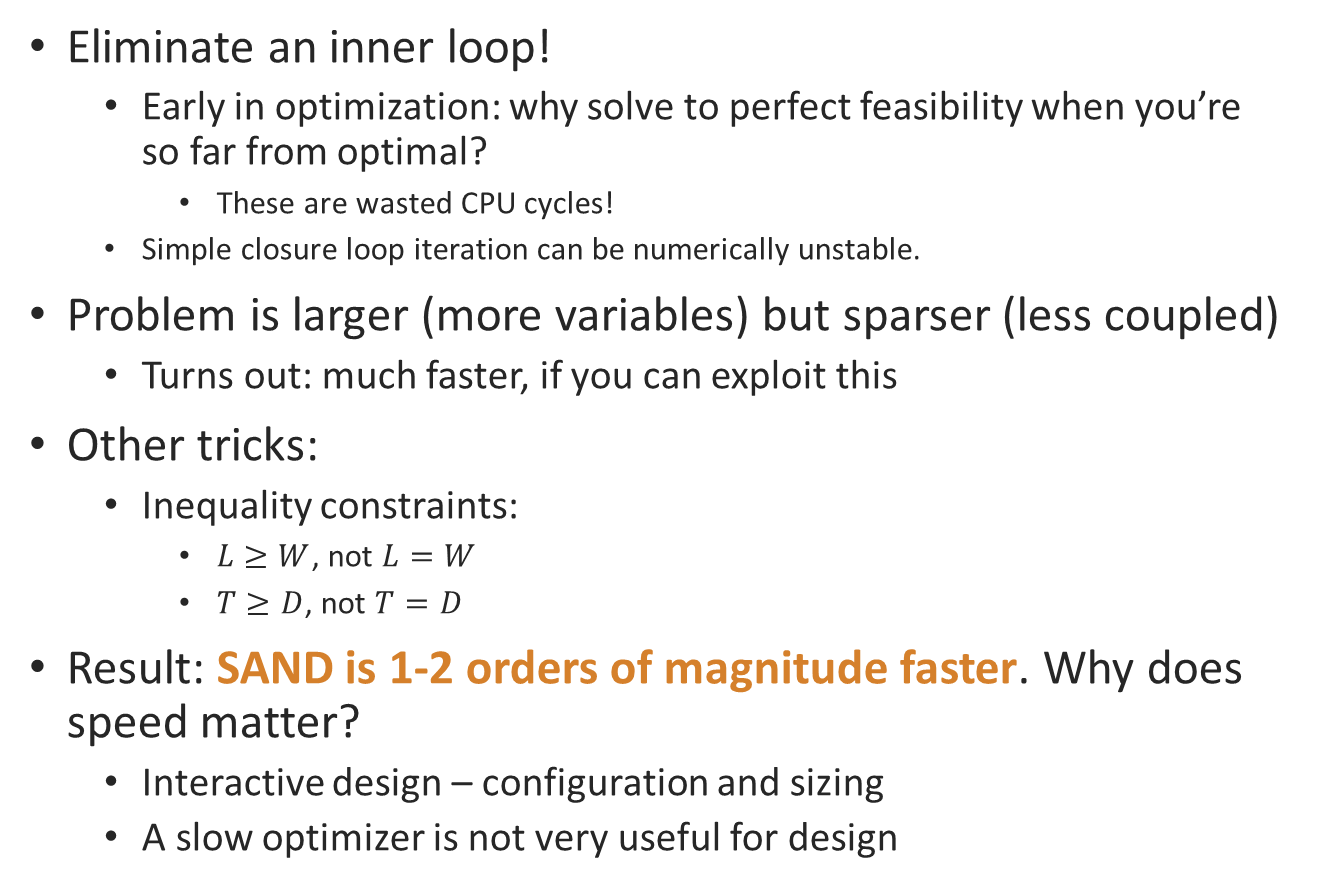 • Eliminate an inner loop!
• Early in optimization: why solve to perfect feasibility when you’re
so far from optimal?
• These are wasted CPU cycles!
• Simple closure loop iteration can be numerically unstable.
• Problem is larger (more variables) but sparser (less coupled)
• Turns out: much faster, if you can exploit this
• Other tricks:
• Inequality constraints:
• L ≥ W, not L = W
• T ≥ D, not T = D
• Result: SAND is 1-2 orders of magnitude faster. Why does
speed matter?
• Interactive design – configuration and sizing
• A slow optimizer is not very useful for design